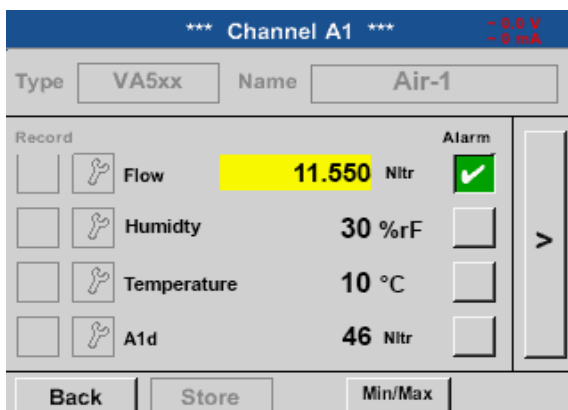 *** Channel A1 ***
~ 0.0 V
~ 0 mA
Type VA5xx Name Air-1
Record Alarm
Flow 11.550 Nltr
Humidty 30 %rF
Temperature 10 °C
A1d 46 Nltr
>
Back Store Min/Max